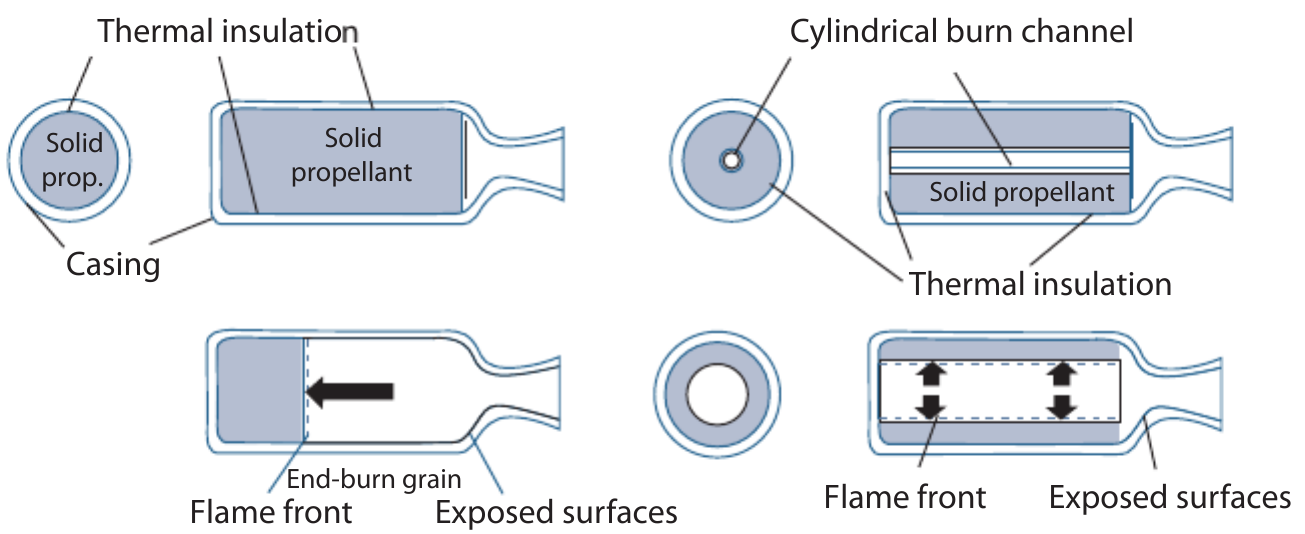 Thermal insulation
Cylindrical burn channel
Solid
prop.
Solid
propellant
Solid propellant
Casing
Thermal insulation
End-burn grain
Flame front
Exposed surfaces
Flame front
Exposed surfaces